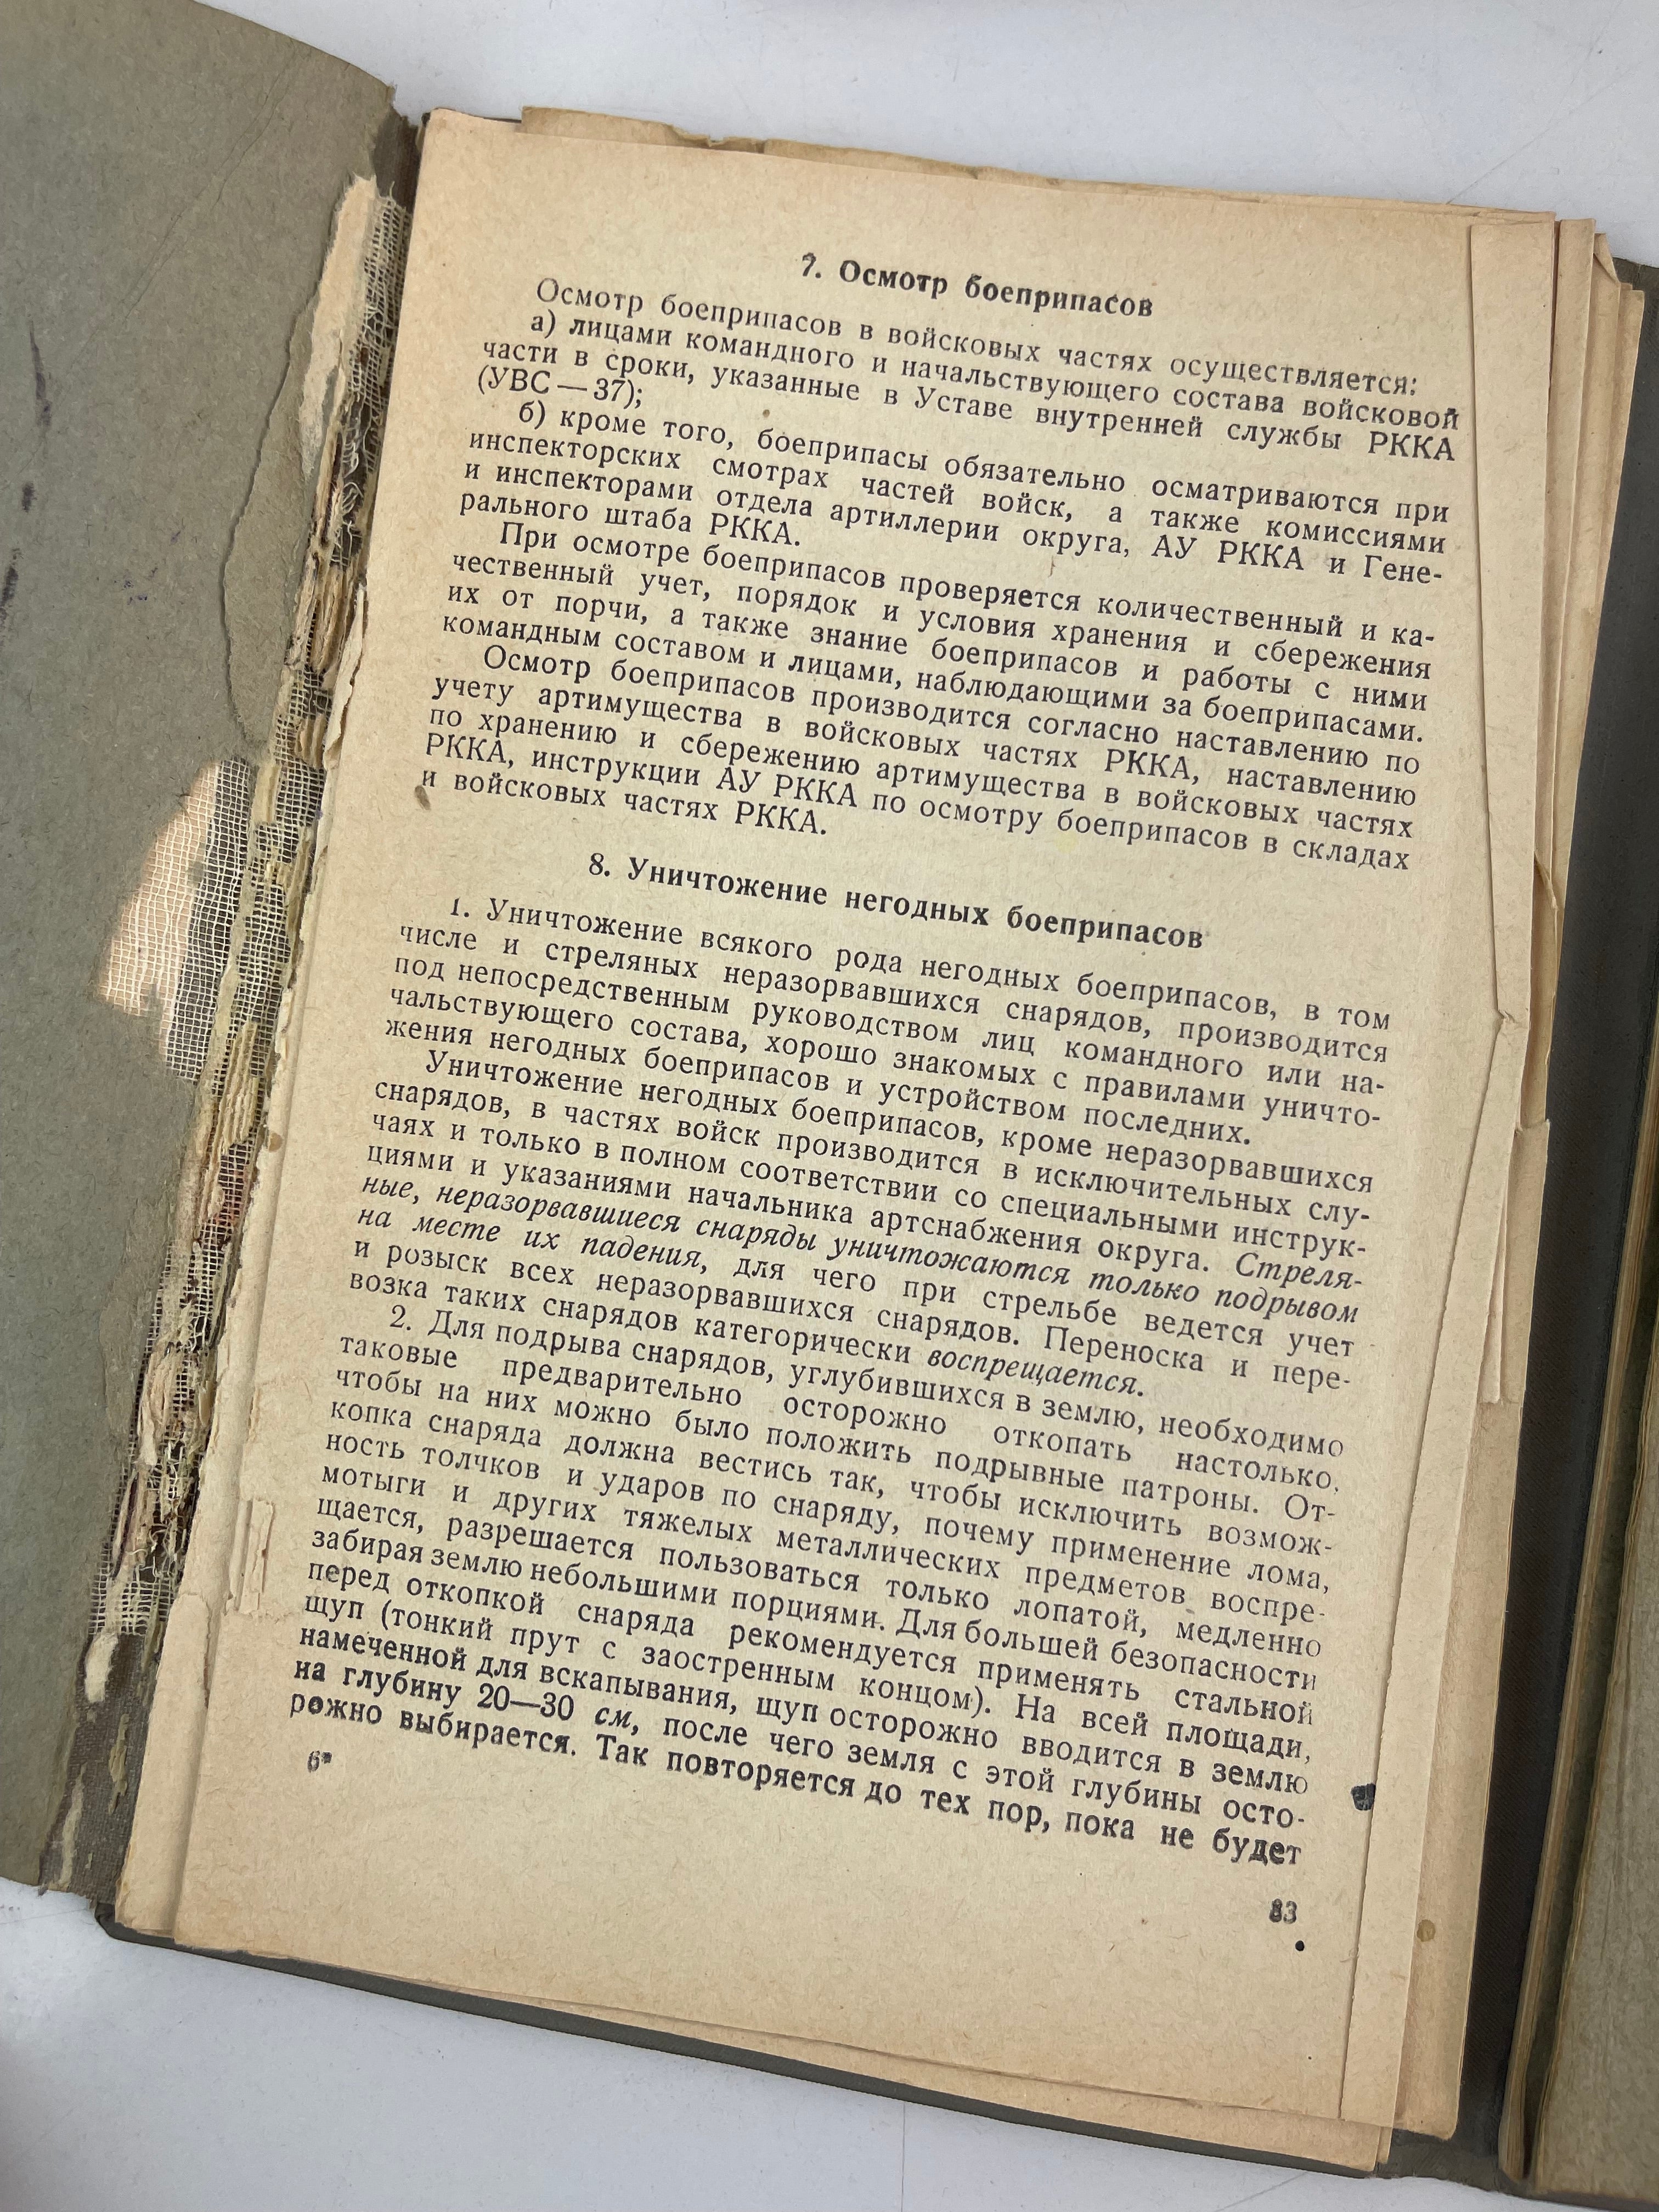 7. Осмотр боеприпасов
Осмотр боеприпасов в войсковых частях осуществляется:
а) лицами командного и начальствующего состава войсковой
части в сроки, указанные в Уставе внутренней службы РККА
(УВС — 37);
б) кроме того, боеприпасы обязательно осматриваются при
инспекторских смотрах частей войск, а также комиссиями
и инспекторами отдела артиллерии округа, АУ РККА и Гене-
рального штаба РККА.
При осмотре боеприпасов проверяется количественный и ка-
чественный учет, порядок и условия хранения и сбережения
их от порчи, а также знание боеприпасов и работы с ними
командным составом и лицами, наблюдающими за боеприпасами.
Осмотр боеприпасов производится согласно наставлению по
учету артимущества в войсковых частях РККА, наставлению
по хранению и сбережению артимущества в войсковых частях
РККА, инструкции АУ РККА по осмотру боеприпасов в складах
и войсковых частях РККА.
8. Уничтожение негодных боеприпасов
1. Уничтожение всякого рода негодных боеприпасов, в том
числе и стреляных неразорвавшихся снарядов, производится
под непосредственным руководством лиц командного или на-
чальствующего состава, хорошо знакомых с правилами уничто-
жения негодных боеприпасов и устройством последних.
Уничтожение негодных боеприпасов, кроме неразорвавшихся
снарядов, в частях войск производится в исключительных слу-
чаях и только в полном соответствии со специальными инструк-
циями и указаниями начальника артснабжения округа. Стреля-
ные, неразорвавшиеся снаряды уничтожаются только подрывом
на месте их падения, для чего при стрельбе ведется учет
и розыск всех неразорвавшихся снарядов. Переноска и пере-
возка таких снарядов категорически воспрещается.
2. Для подрыва снарядов, углубившихся в землю, необходимо
таковые предварительно осторожно откопать настолько,
чтобы на них можно было положить подрывные патроны. От-
копка снаряда должна вестись так, чтобы исключить возмож-
ность толчков и ударов по снаряду, почему применение лома,
мотыги и других тяжелых металлических предметов воспре-
щается, разрешается пользоваться только лопатой, медленно
забирая землю небольшими порциями. Для большей безопасности
перед откопкой снаряда рекомендуется применять стальной
щуп (тонкий прут с заостренным концом). На всей площади,
намеченной для вскапывания, щуп осторожно вводится в землю
на глубину 20—30 см, после чего земля с этой глубины осто-
рожно выбирается. Так повторяется до тех пор, пока не будет
6*
83